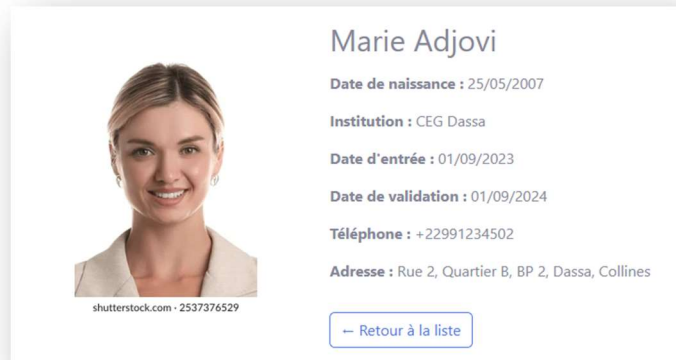 Marie Adjovi
Date de naissance : 25/05/2007
Institution : CEG Dassa
Date d'entrée : 01/09/2023
Date de validation : 01/09/2024
Téléphone : +22991234502
Adresse : Rue 2, Quartier B, BP 2, Dassa, Collines
shutterstock.com · 2537376529
← Retour à la liste